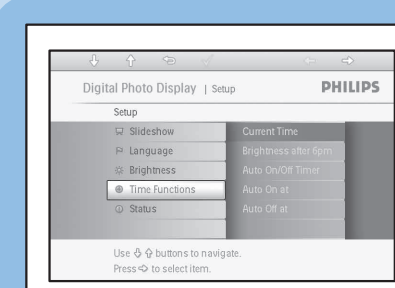 Digital Photo Display | Setup PHILIPS
Setup
Slideshow Current Time
Language Brightness after 6pm
Brightness Auto On/Off Timer
Time Functions Auto On at
Status Auto Off at
Use buttons to navigate.
Press to select item.